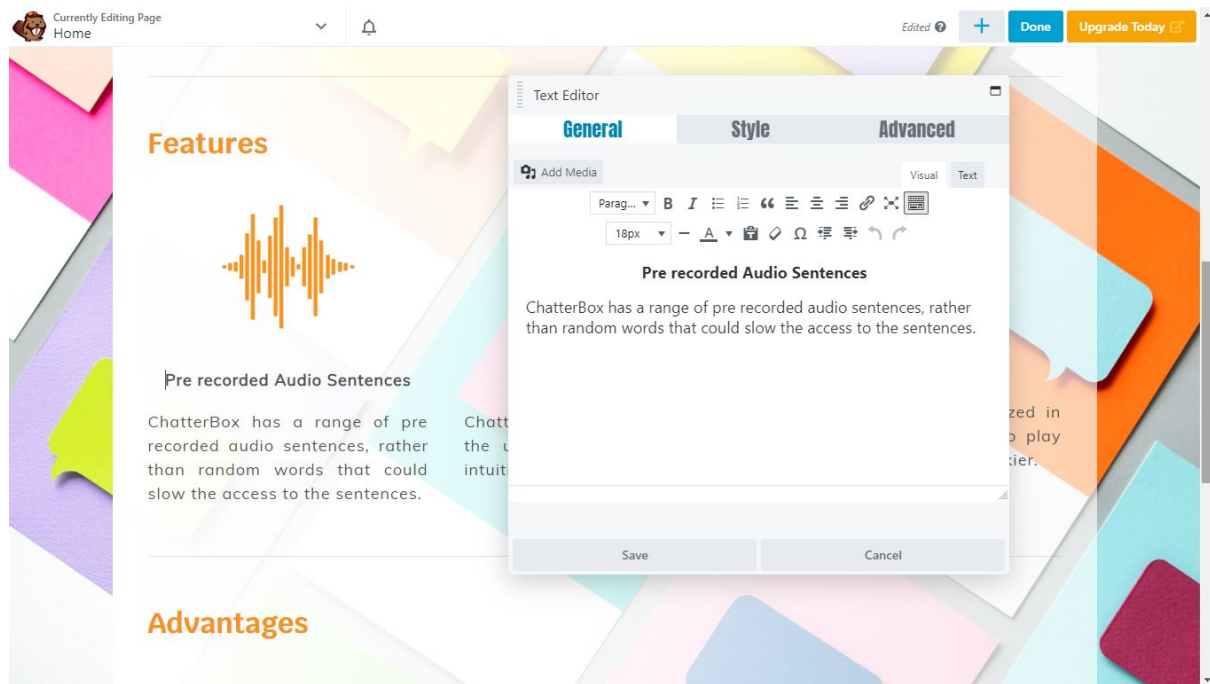 Currently Editing Page
Home
Edited
Done
Upgrade Today
Features
Pre recorded Audio Sentences
ChatterBox has a range of pre
recorded audio sentences, rather
than random words that could
slow the access to the sentences.
Chatt
the u
intuit
Text Editor
General Style Advanced
Add Media
Visual Text
Parag...
B I
A Ω
18px
Pre recorded Audio Sentences
ChatterBox has a range of pre recorded audio sentences, rather
than random words that could slow the access to the sentences.
Save Cancel
zed in
o play
ier.
Advantages